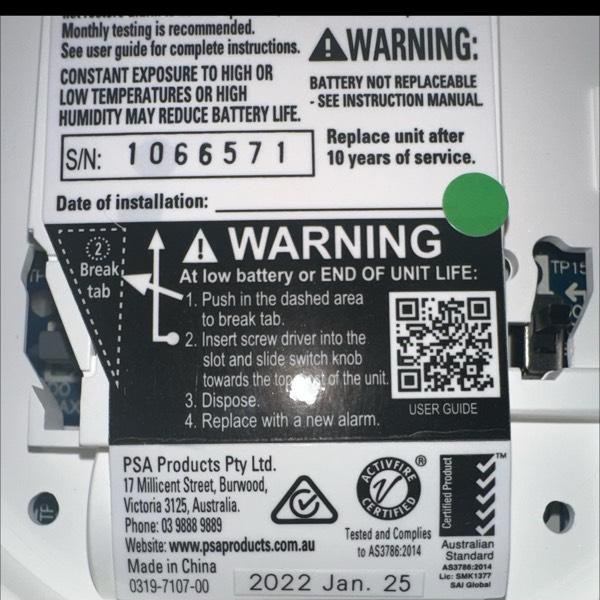 Monthly testing is recommended.
See user guide for complete instructions.
CONSTANT EXPOSURE TO HIGH OR
LOW TEMPERATURES OR HIGH
HUMIDITY MAY REDUCE BATTERY LIFE.
WARNING:
BATTERY NOT REPLACEABLE
- SEE INSTRUCTION MANUAL.
S/N: 1066571
Replace unit after
10 years of service.
Date of installation:
2
Break
tab
WARNING
At low battery or END OF UNIT LIFE:
1. Push in the dashed area
to break tab.
2. Insert screw driver into the
slot and slide switch knob
towards the top of the unit.
3. Dispose.
4. Replace with a new alarm.
USER GUIDE
TP15
PSA Products Pty Ltd.
17 Millicent Street, Burwood,
Victoria 3125, Australia.
Phone: 03 9888 9889
Website: www.psaproducts.com.au
Made in China
0319-7107-00
2022 Jan. 25
ACTIVFIRE ®
CERTIFIED
Tested and Complies
to AS3786:2014
Certified Product
TM
Australian
Standard
AS3786:2014
Lic: SMK1377
SAI Global
TP